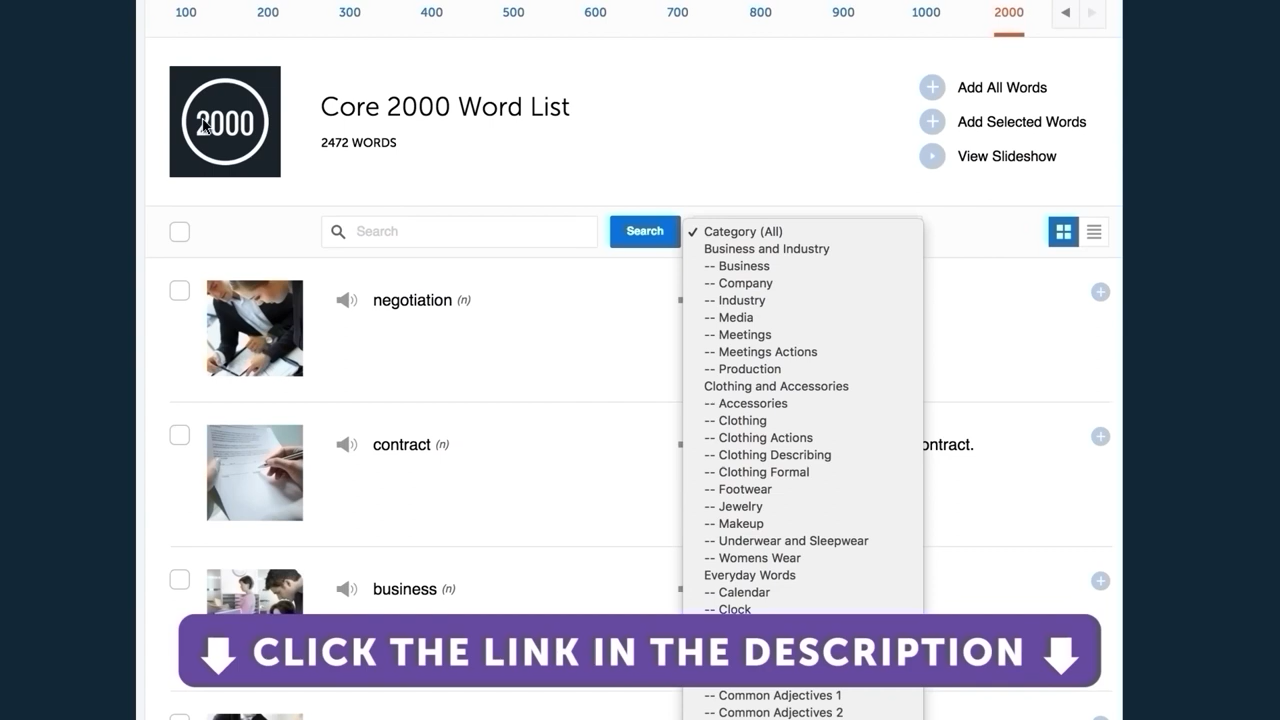 100 200 300 400 500 600 700 800 900 1000 2000
2000
Core 2000 Word List
2472 WORDS
Add All Words
Add Selected Words
View Slideshow
Search
Search
Category (All)
Business and Industry
-- Business
-- Company
-- Industry
-- Media
-- Meetings
-- Meetings Actions
-- Production
Clothing and Accessories
-- Accessories
-- Clothing
-- Clothing Actions
-- Clothing Describing
-- Clothing Formal
-- Footwear
-- Jewelry
-- Makeup
-- Underwear and Sleepwear
-- Womens Wear
Everyday Words
-- Calendar
-- Clock
-- Common Adjectives 1
-- Common Adjectives 2
negotiation (n)
contract (n)
ontract.
business (n)
CLICK THE LINK IN THE DESCRIPTION